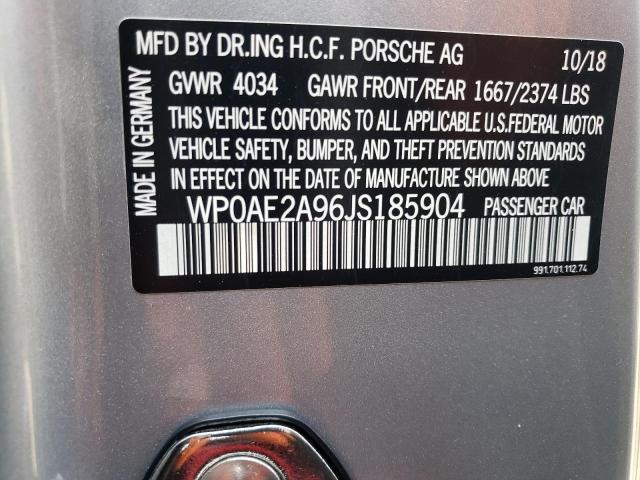 MFD BY DR.ING H.C.F. PORSCHE AG 10/18
GVWR 4034 GAWR FRONT/REAR 1667/2374 LBS
THIS VEHICLE CONFORMS TO ALL APPLICABLE U.S.FEDERAL MOTOR
VEHICLE SAFETY, BUMPER, AND THEFT PREVENTION STANDARDS
IN EFFECT ON THE DATE OF MANUFACTURE SHOWN ABOVE.
WP0AE2A96JS185904 PASSENGER CAR
991.701.112.74
MADE IN GERMANY